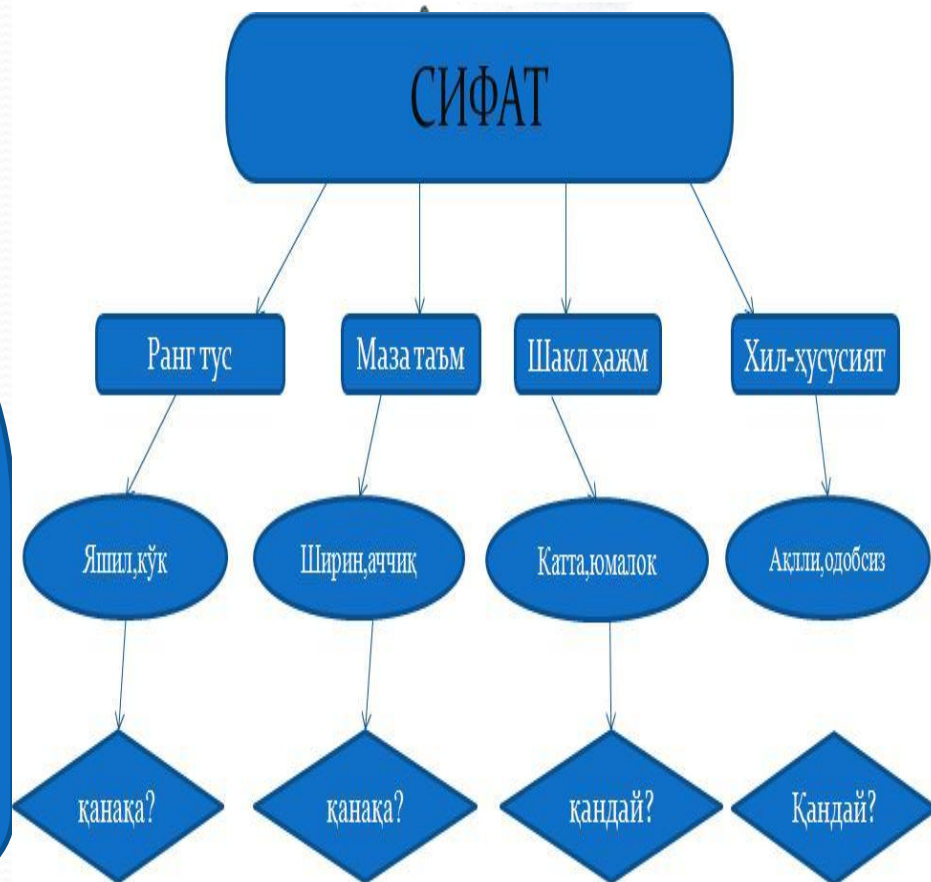 СИФАТ
Ранг тус
Маза таъм
Шакл ҳажм
Хил-ҳусусият
Яшил,кўк
Ширин,аччиқ
Катта,юмалок
Ақлли,одобсиз
қанақа?
қанақа?
қандай?
Қандай?